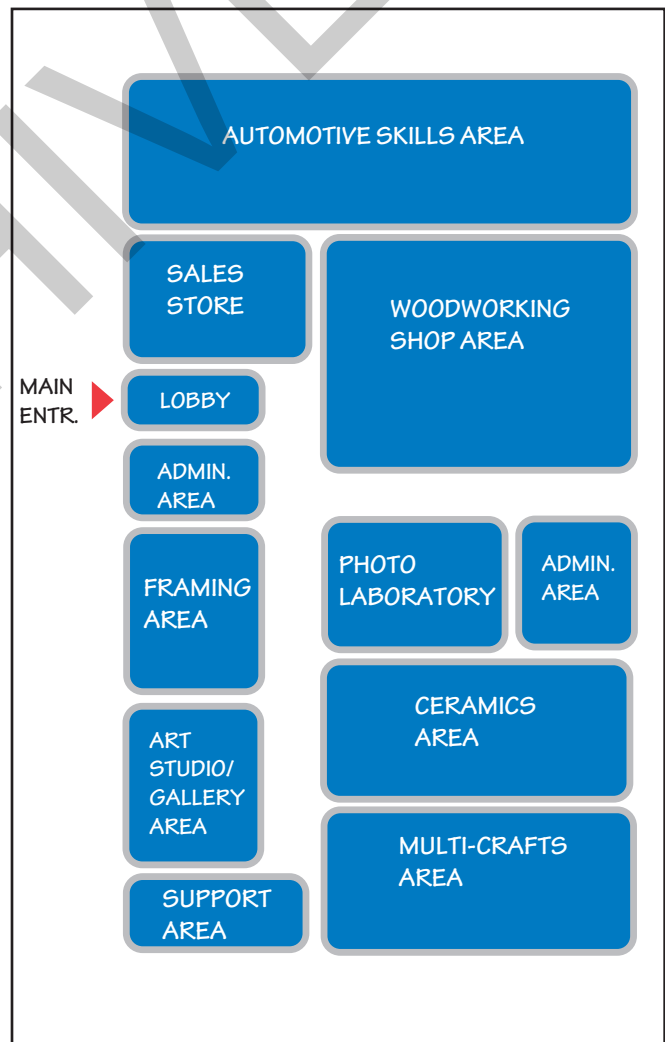 AUTOMOTIVE SKILLS AREA
SALES
STORE
WOODWORKING
SHOP AREA
MAIN
ENTR.
LOBBY
ADMIN.
AREA
FRAMING
AREA
PHOTO
LABORATORY
ADMIN.
AREA
CERAMICS
AREA
ART
STUDIO/
GALLERY
AREA
MULTI-CRAFTS
AREA
SUPPORT
AREA